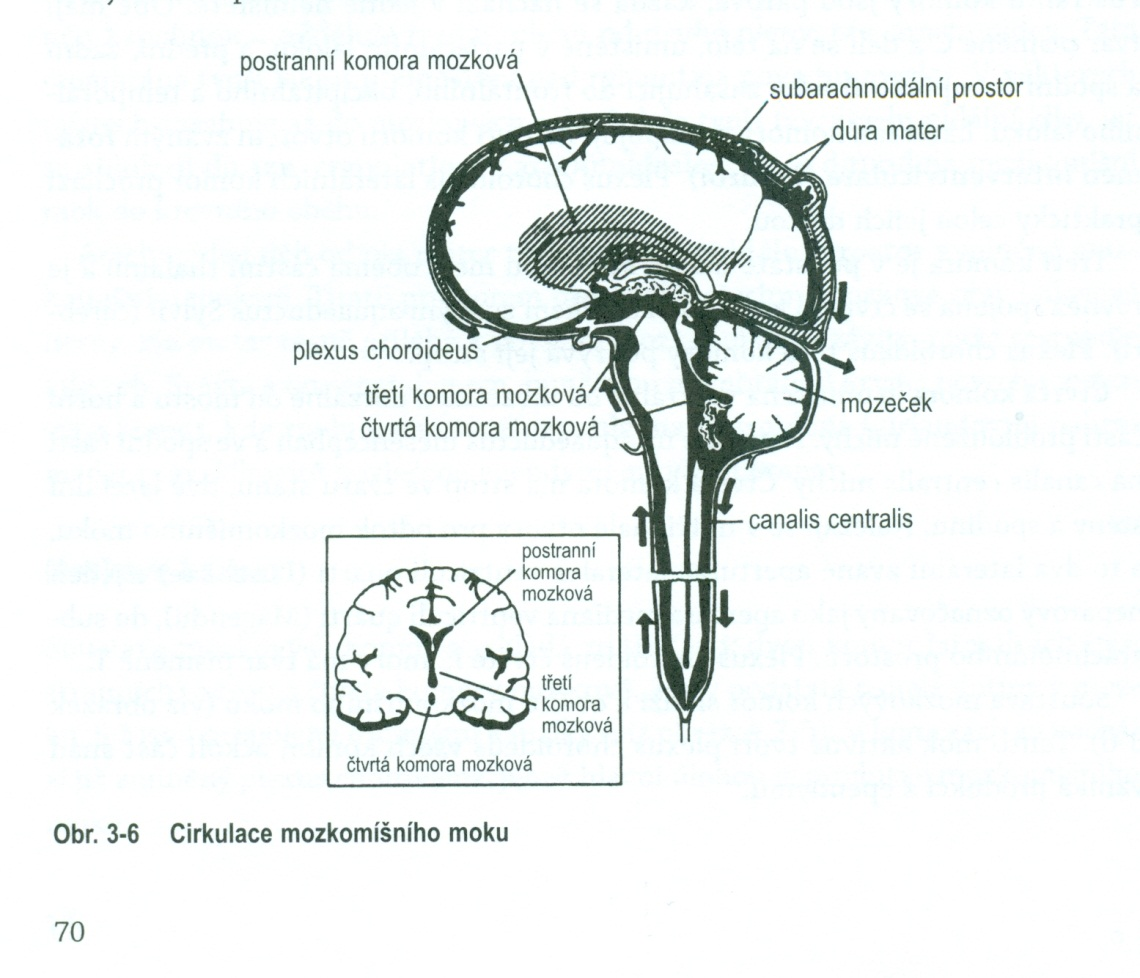 postranní komora mozková
subarachnoidální prostor
dura mater
plexus choroideus
třetí komora mozková
čtvrtá komora mozková
mozeček
canalis centralis
postranní
komora
mozková
třetí
komora
mozková
čtvrtá komora mozková
Obr. 3-6 Cirkulace mozkomíšního moku
70